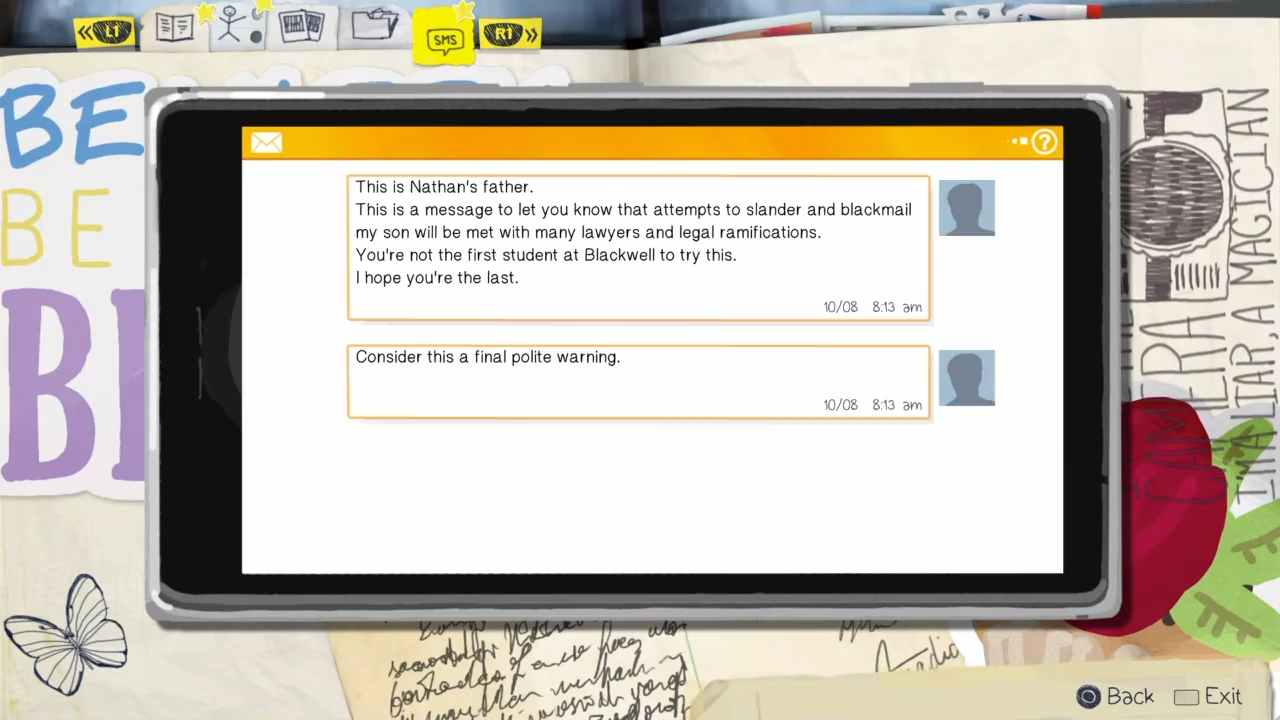 L1
SMS
R1
BE
BE
This is Nathan's father.
This is a message to let you know that attempts to slander and blackmail
my son will be met with many lawyers and legal ramifications.
You're not the first student at Blackwell to try this.
I hope you're the last.
10/08 8:13 am
Consider this a final polite warning.
10/08 8:13 am
CAMERA
I'M A LIAR, A MAGICIAN
Back
Exit